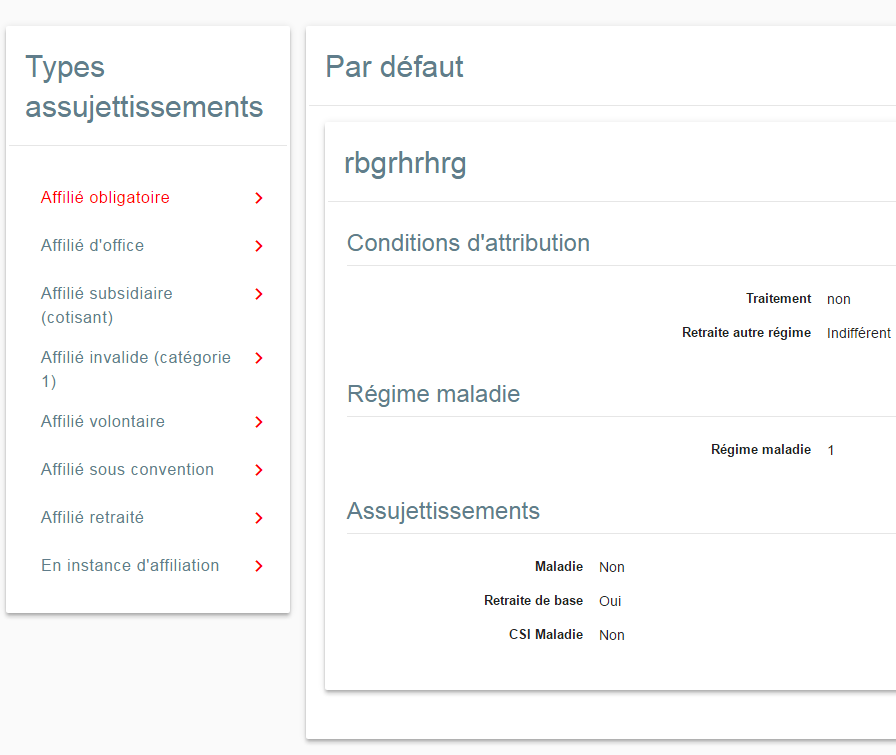 Types
assujettissements
Affilié obligatoire
Affilié d'office
Affilié subsidiaire
(cotisant)
Affilié invalide (catégorie
1)
Affilié volontaire
Affilié sous convention
Affilié retraité
En instance d'affiliation
Par défaut
rbgrhrhrg
Conditions d'attribution
Traitement non
Retraite autre régime Indifférent
Régime maladie
Régime maladie 1
Assujettissements
Maladie Non
Retraite de base Oui
CSI Maladie Non